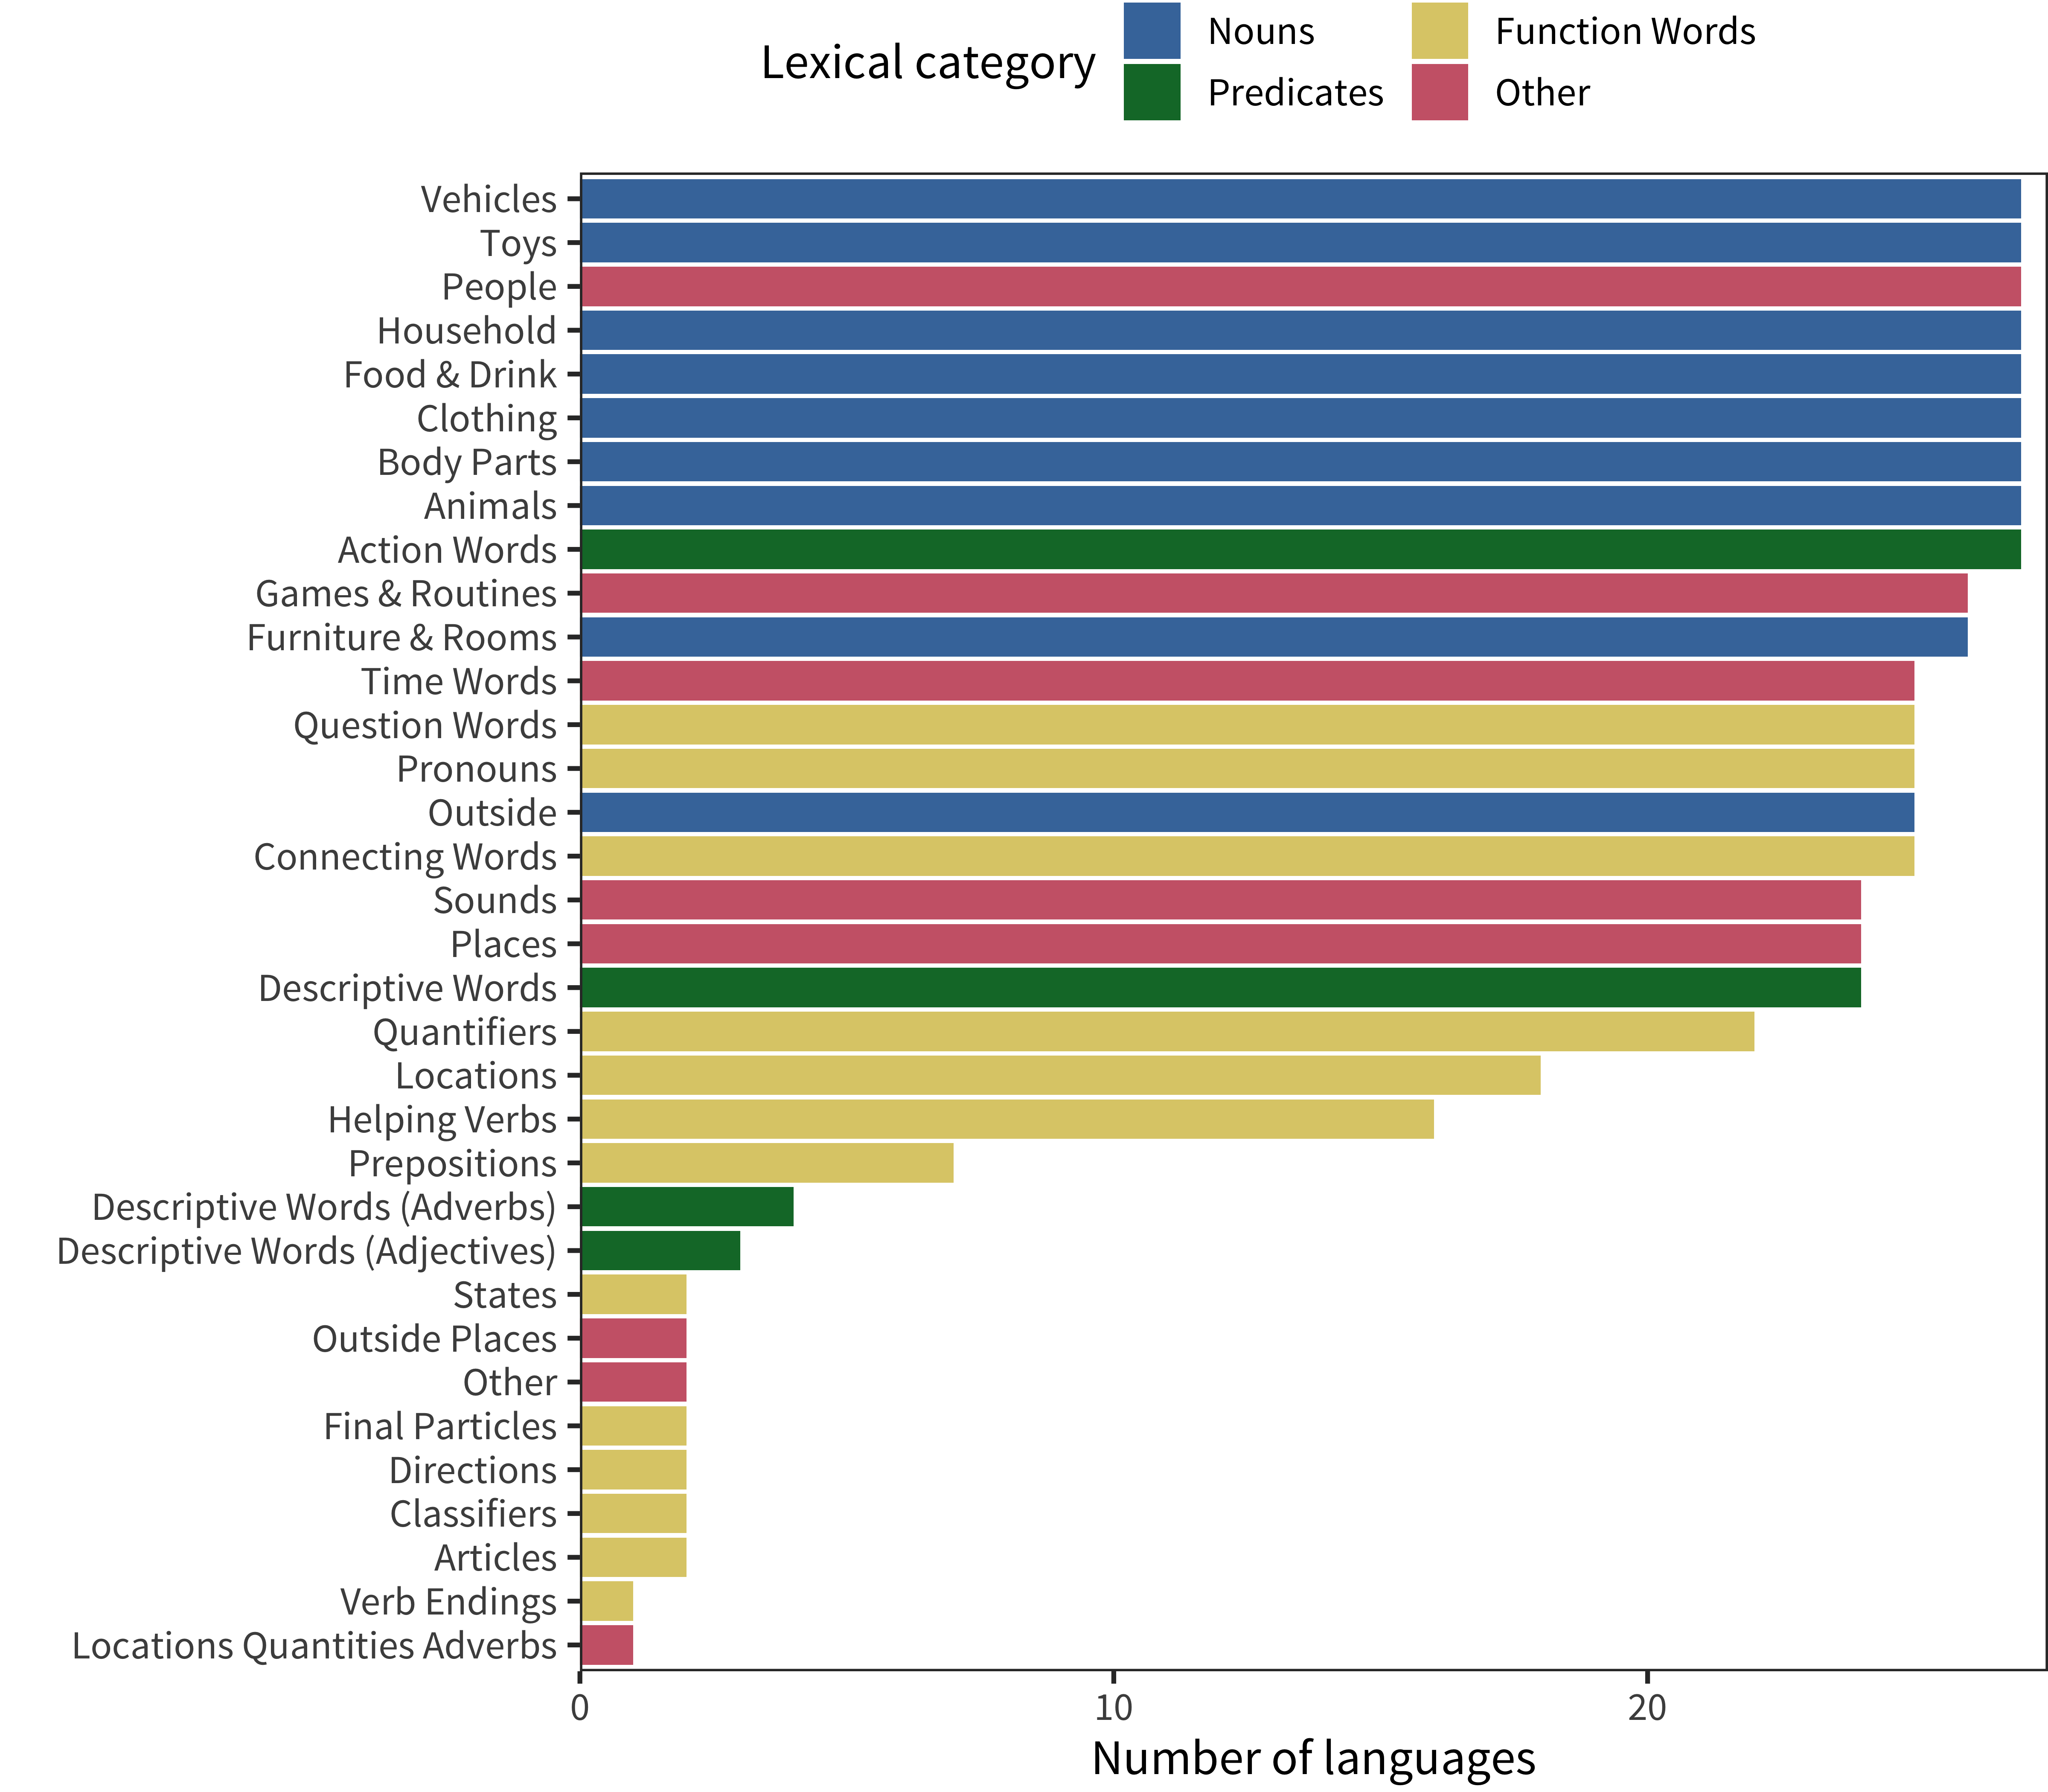 Lexical category
Nouns
Function Words
Predicates
Other
Vehicles
Toys
People
Household
Food & Drink
Clothing
Body Parts
Animals
Action Words
Games & Routines
Furniture & Rooms
Time Words
Question Words
Pronouns
Outside
Connecting Words
Sounds
Places
Descriptive Words
Quantifiers
Locations
Helping Verbs
Prepositions
Descriptive Words (Adverbs)
Descriptive Words (Adjectives)
States
Outside Places
Other
Final Particles
Directions
Classifiers
Articles
Verb Endings
Locations Quantities Adverbs
0 10 20
Number of languages